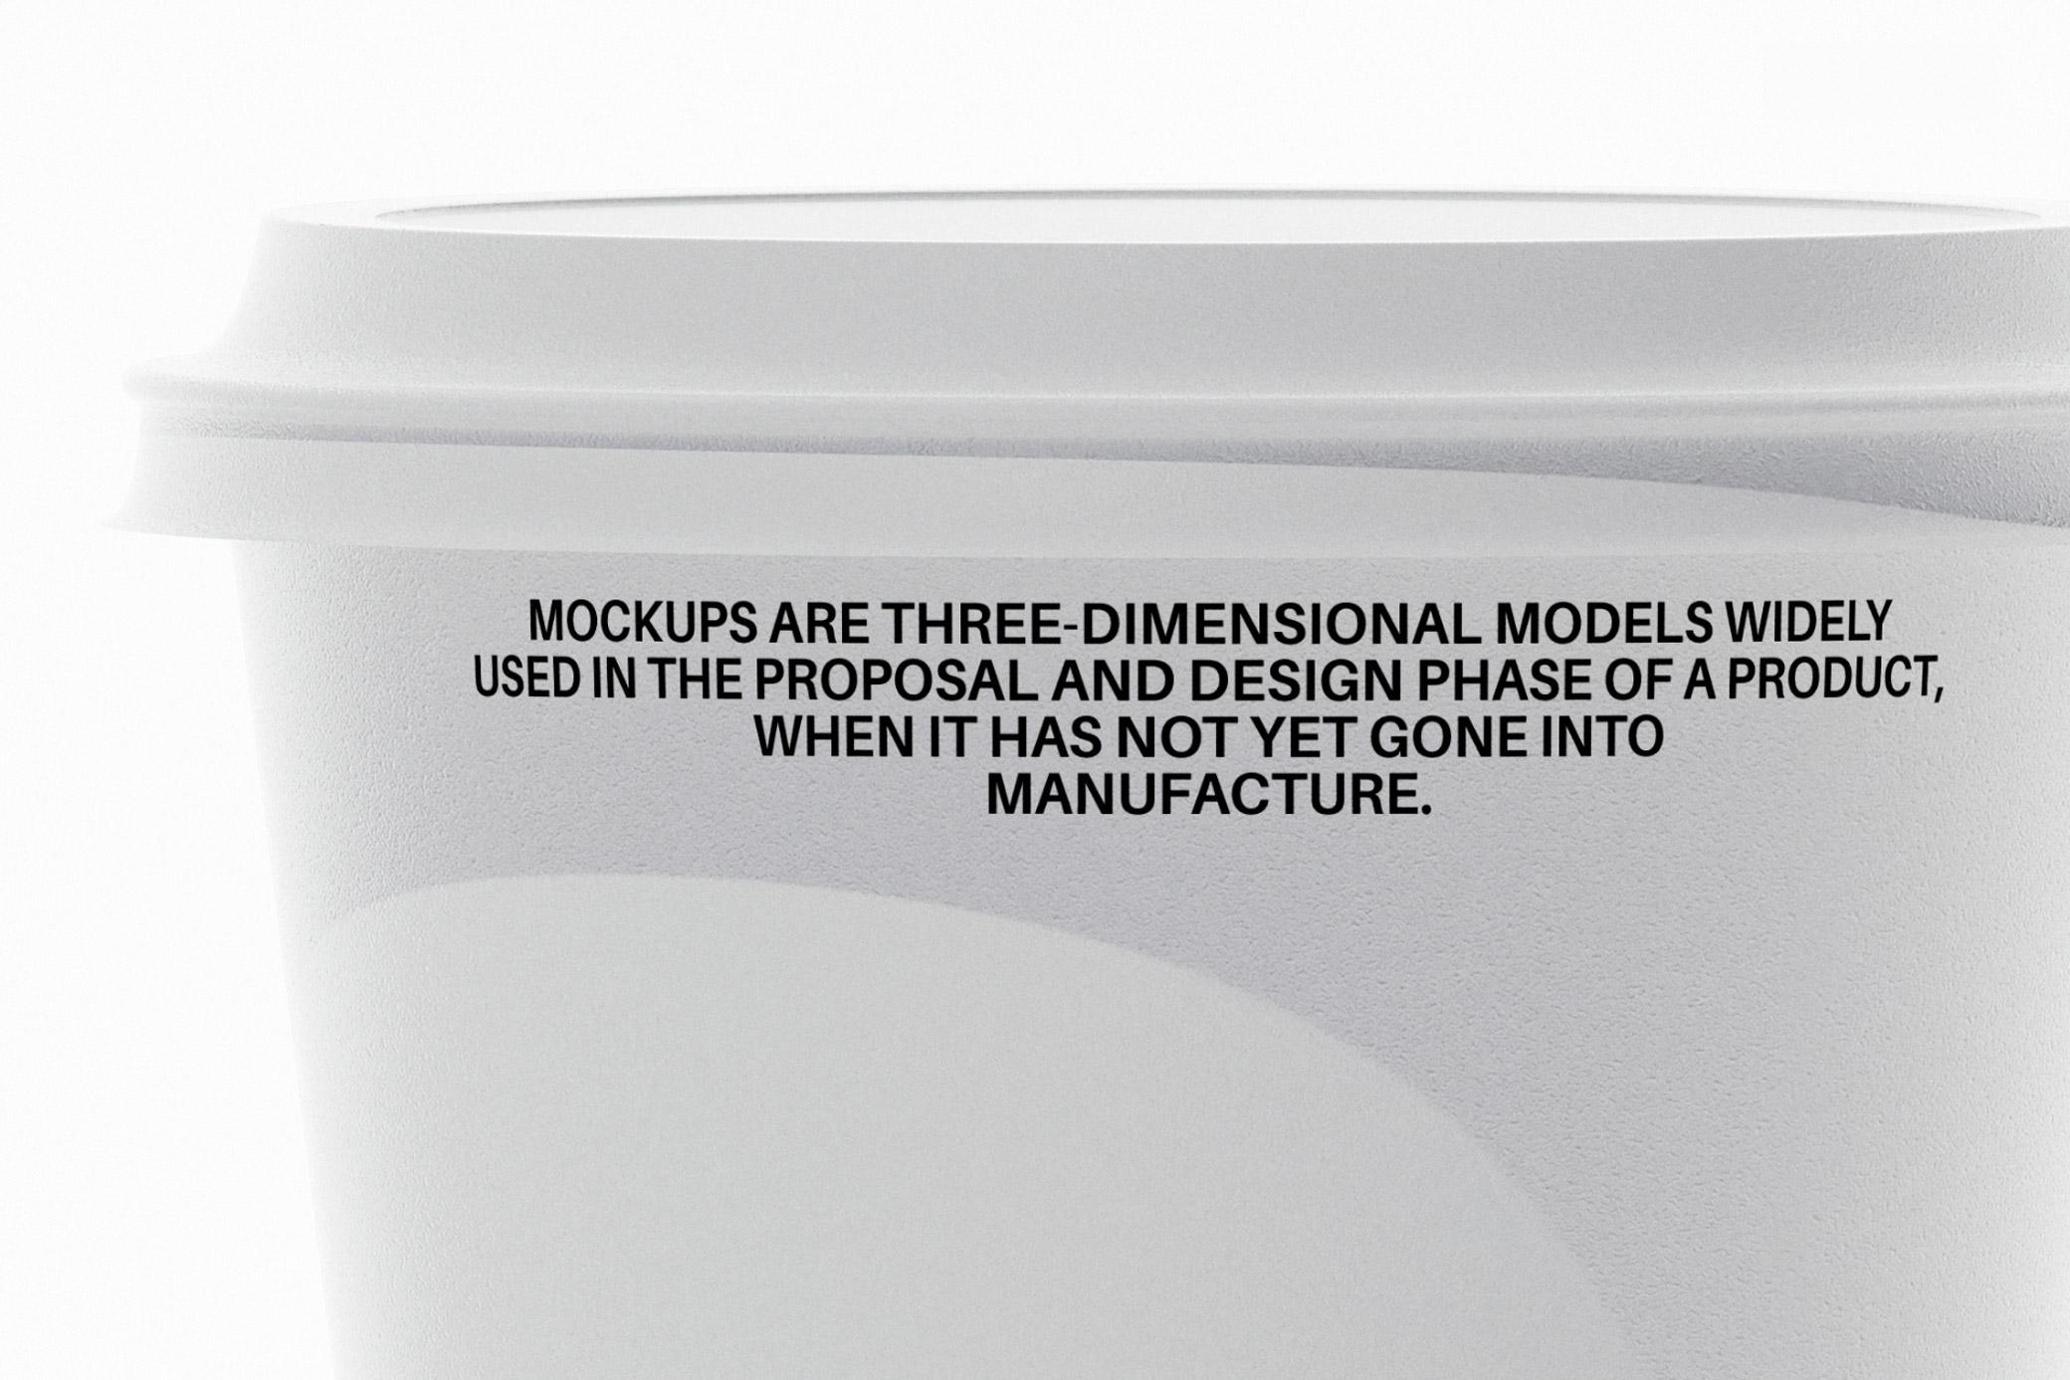 MOCKUPS ARE THREE-DIMENSIONAL MODELS WIDELY
USED IN THE PROPOSAL AND DESIGN PHASE OF A PRODUCT,
WHEN IT HAS NOT YET GONE INTO
MANUFACTURE.